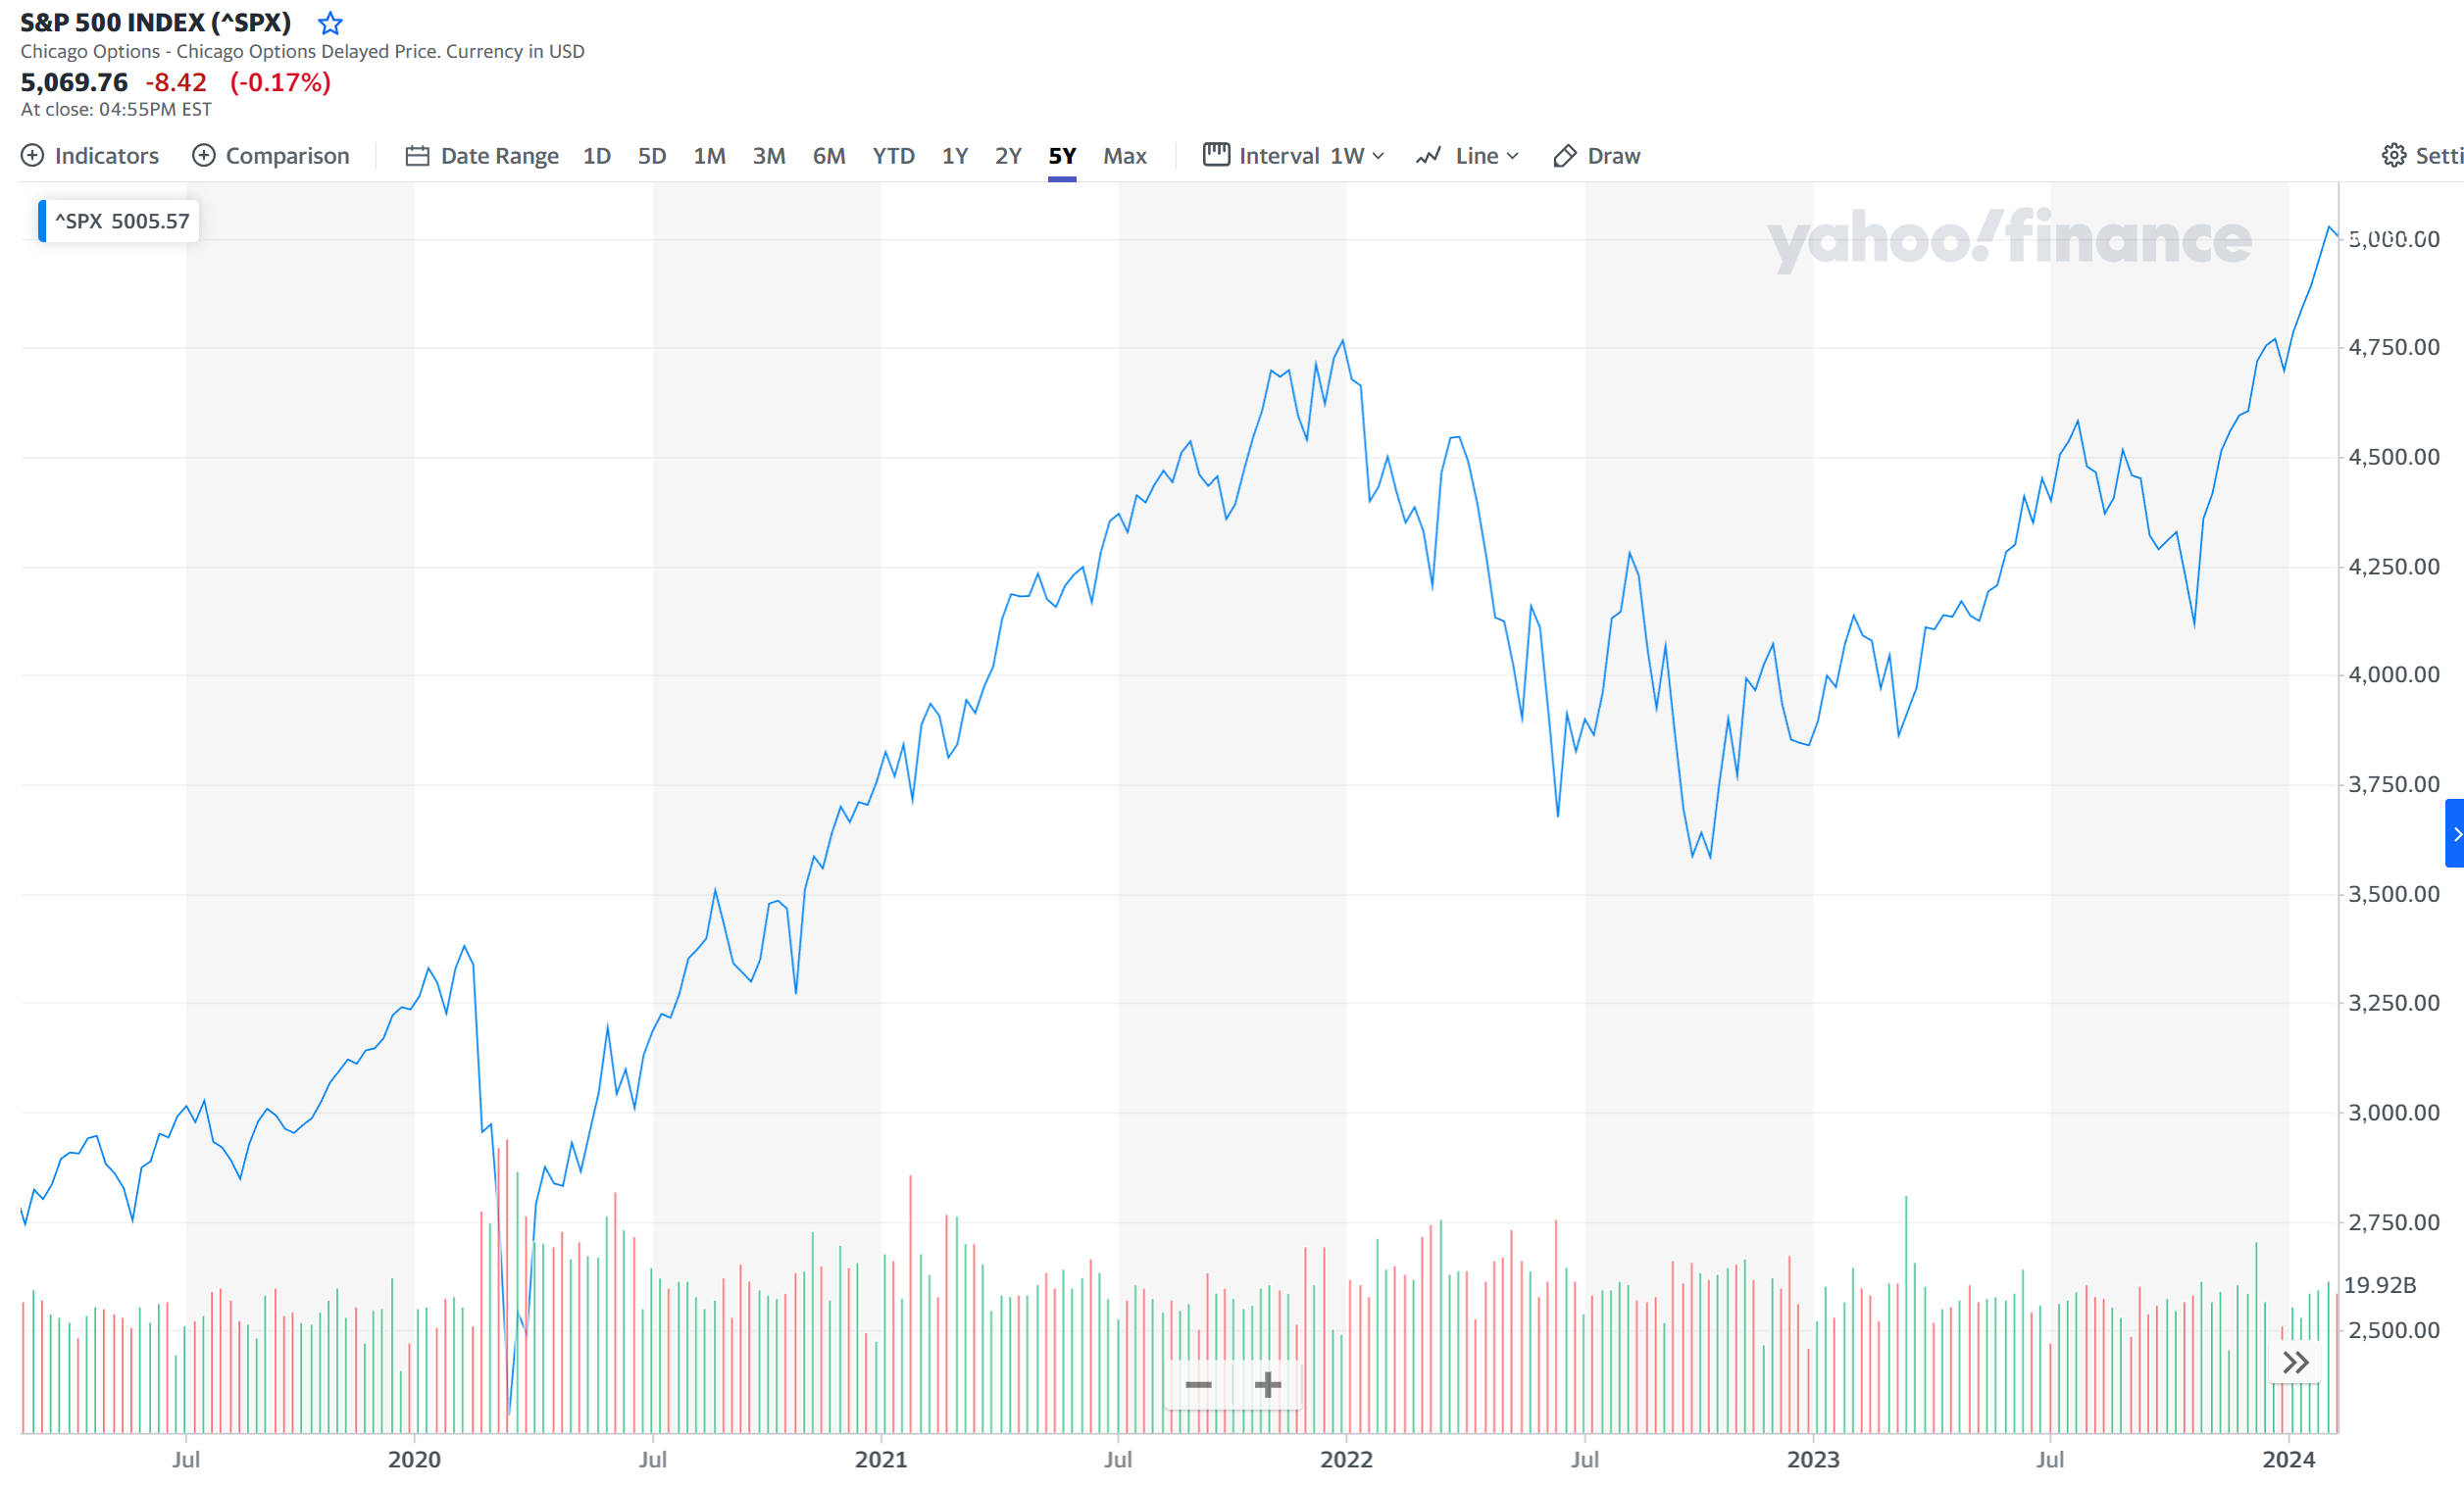 S&P 500 INDEX (^SPX)
Chicago Options - Chicago Options Delayed Price. Currency in USD
5,069.76 -8.42 (-0.17%)
At close: 04:55PM EST
Indicators Comparison Date Range 1D 5D 1M 3M 6M YTD 1Y 2Y 5Y Max Interval 1W Line Draw Setti
^SPX 5005.57
yahoo!finance
5,000.00
4,750.00
4,500.00
4,250.00
4,000.00
3,750.00
3,500.00
3,250.00
3,000.00
2,750.00
19.92B
2,500.00
Jul 2020 Jul 2021 Jul 2022 Jul 2023 Jul 2024